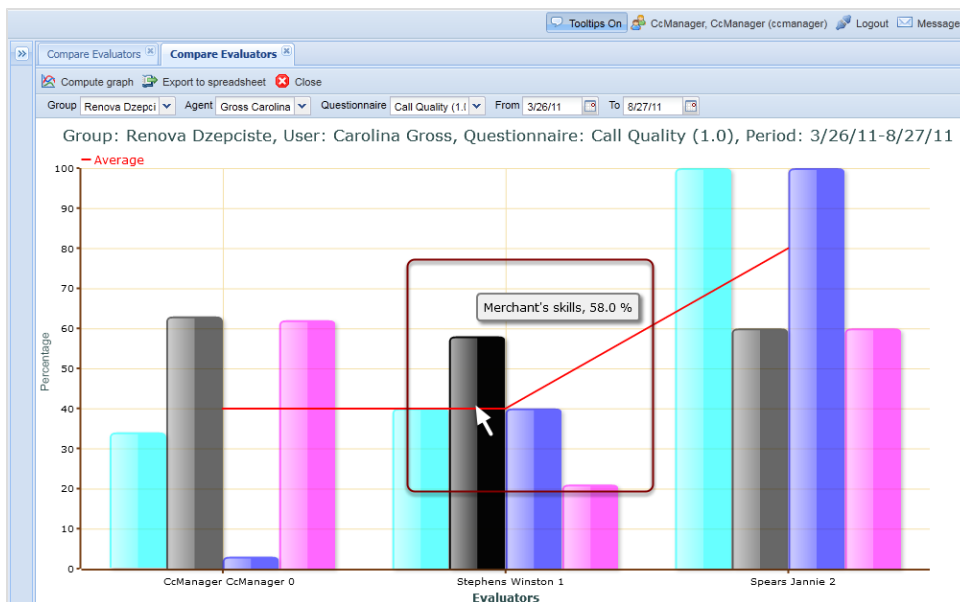 Tooltips On CcManager, CcManager (ccmanager) Logout Message
Compare Evaluators Compare Evaluators
Compute graph Export to spreadsheet Close
Group Renova Dzepci Agent Gross Carolina Questionnaire Call Quality (1.( From 3/26/11 To 8/27/11
Group: Renova Dzepciste, User: Carolina Gross, Questionnaire: Call Quality (1.0), Period: 3/26/11-8/27/11
Average
100
90
80
70
Merchant's skills, 58.0 %
60
Percentage
50
40
30
20
10
0
CcManager CcManager 0 Stephens Winston 1 Spears Jannie 2
Evaluators